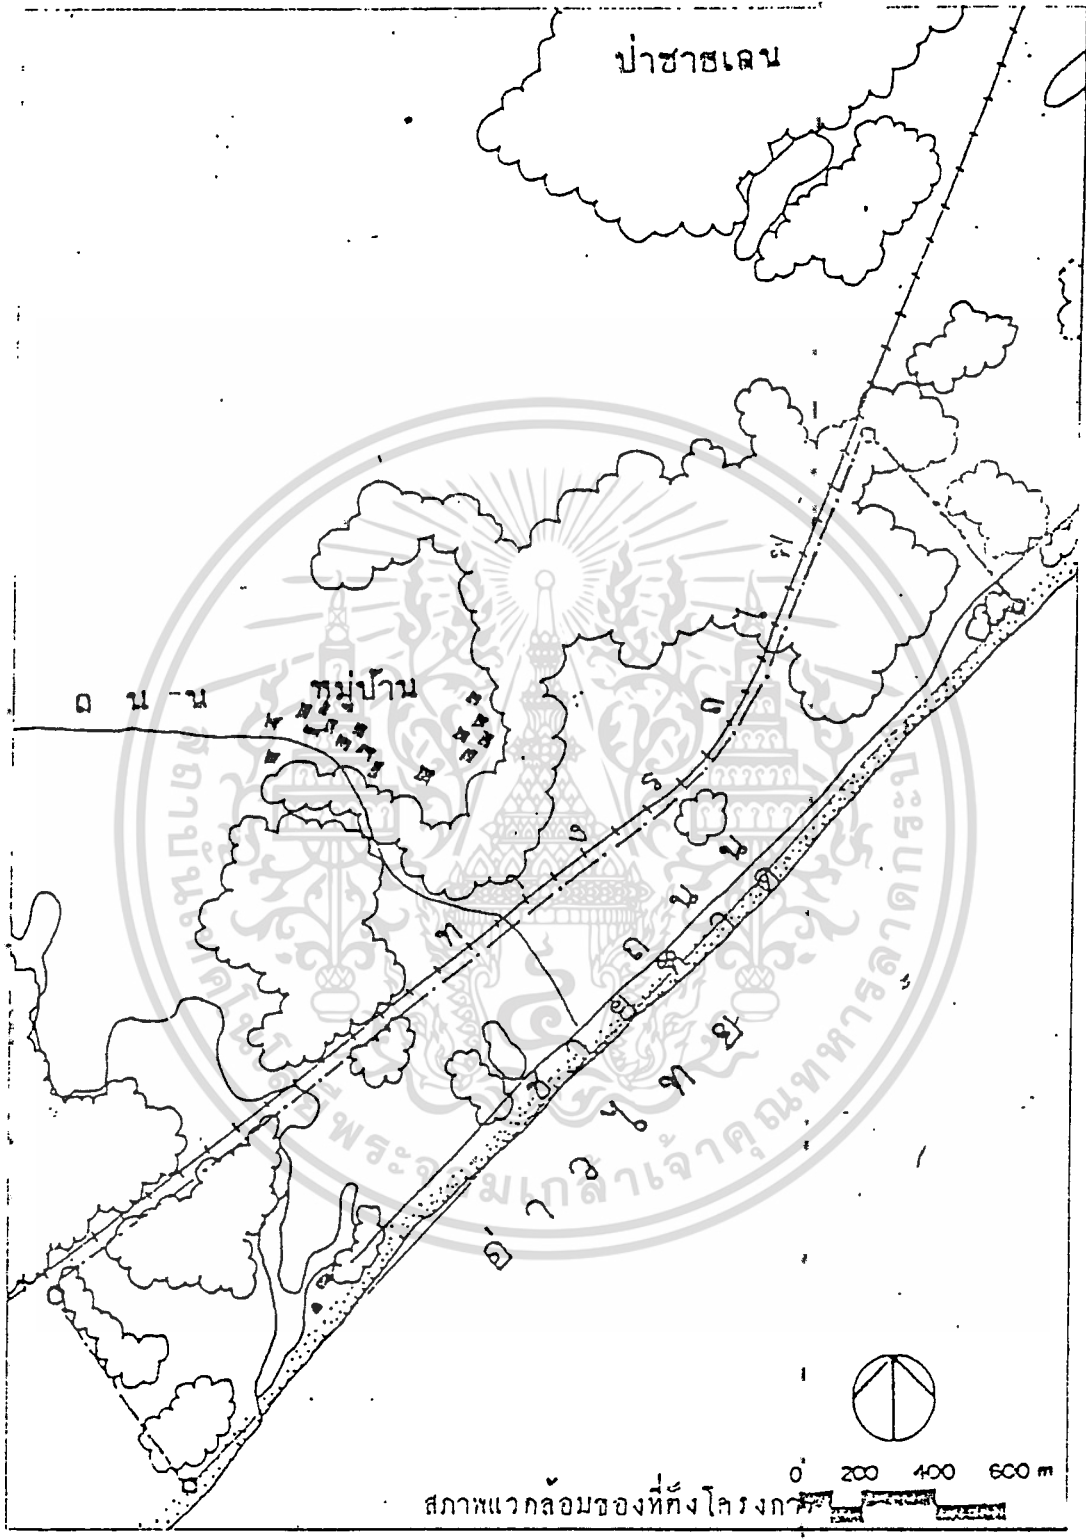 ป่าชายเลน
ถนน
หมู่บ้าน
ทางรถไฟ
ถนน
อ่าวไทย
0 200 400 600 m
สภาพแวดล้อมของที่ตั้งโครงการ